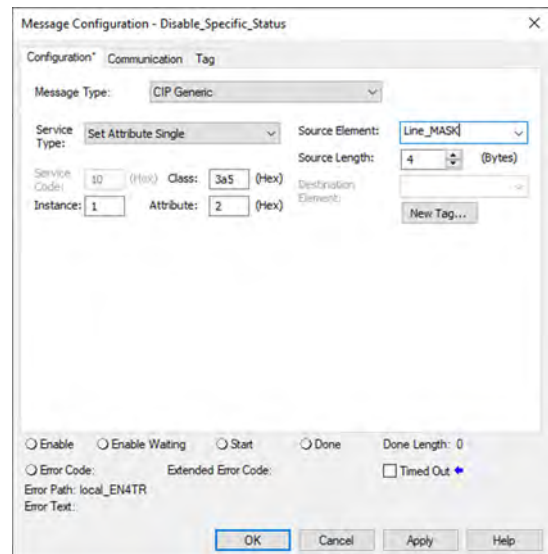 Message Configuration - Disable_Specific_Status
Configuration* Communication Tag
Message Type: CIP Generic
Service Type: Set Attribute Single Source Element: Line_MASK
Source Length: 4 (Bytes)
Service Code: 10 (Hex) Class: 3a5 (Hex) Destination Element:
Instance: 1 Attribute: 2 (Hex)
New Tag...
Enable Enable Waiting Start Done Done Length: 0
Error Code: Extended Error Code: Timed Out
Error Path: local_EN4TR
Error Text:
OK Cancel Apply Help